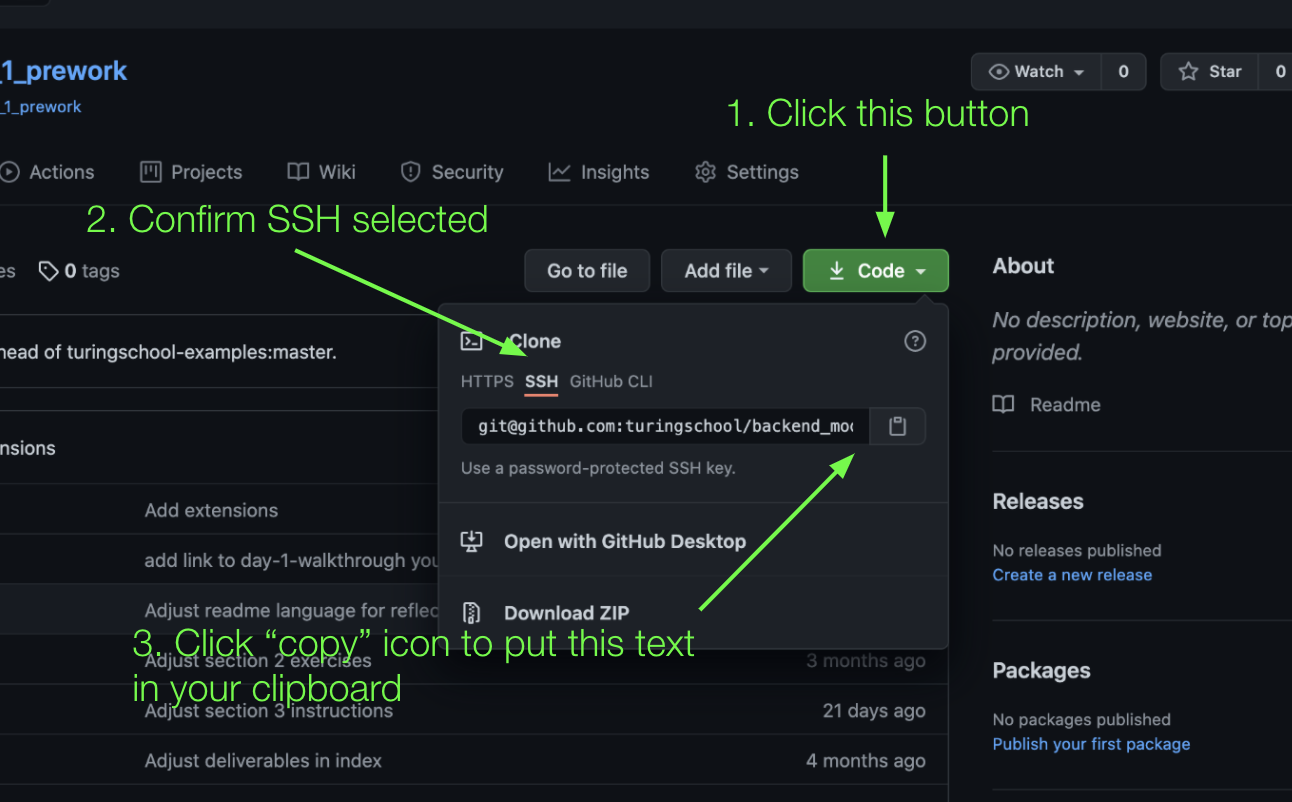 _1_prework
_1_prework
Watch 0
Star 0
1. Click this button
Actions
Projects
Wiki
Security
Insights
Settings
2. Confirm SSH selected
0 tags
Go to file
Add file
Code
Clone
HTTPS SSH GitHub CLI
git@github.com:turingschool/backend_mod
Use a password-protected SSH key.
Open with GitHub Desktop
Download ZIP
head of turingschool-examples:master.
nsions
Add extensions
add link to day-1-walkthrough you
Adjust readme language for reflec
3. Click “copy” icon to put this text
in your clipboard
Adjust section 2 exercises 3 months ago
Adjust section 3 instructions 21 days ago
Adjust deliverables in index 4 months ago
About
No description, website, or top
provided.
Readme
Releases
No releases published
Create a new release
Packages
No packages published
Publish your first package